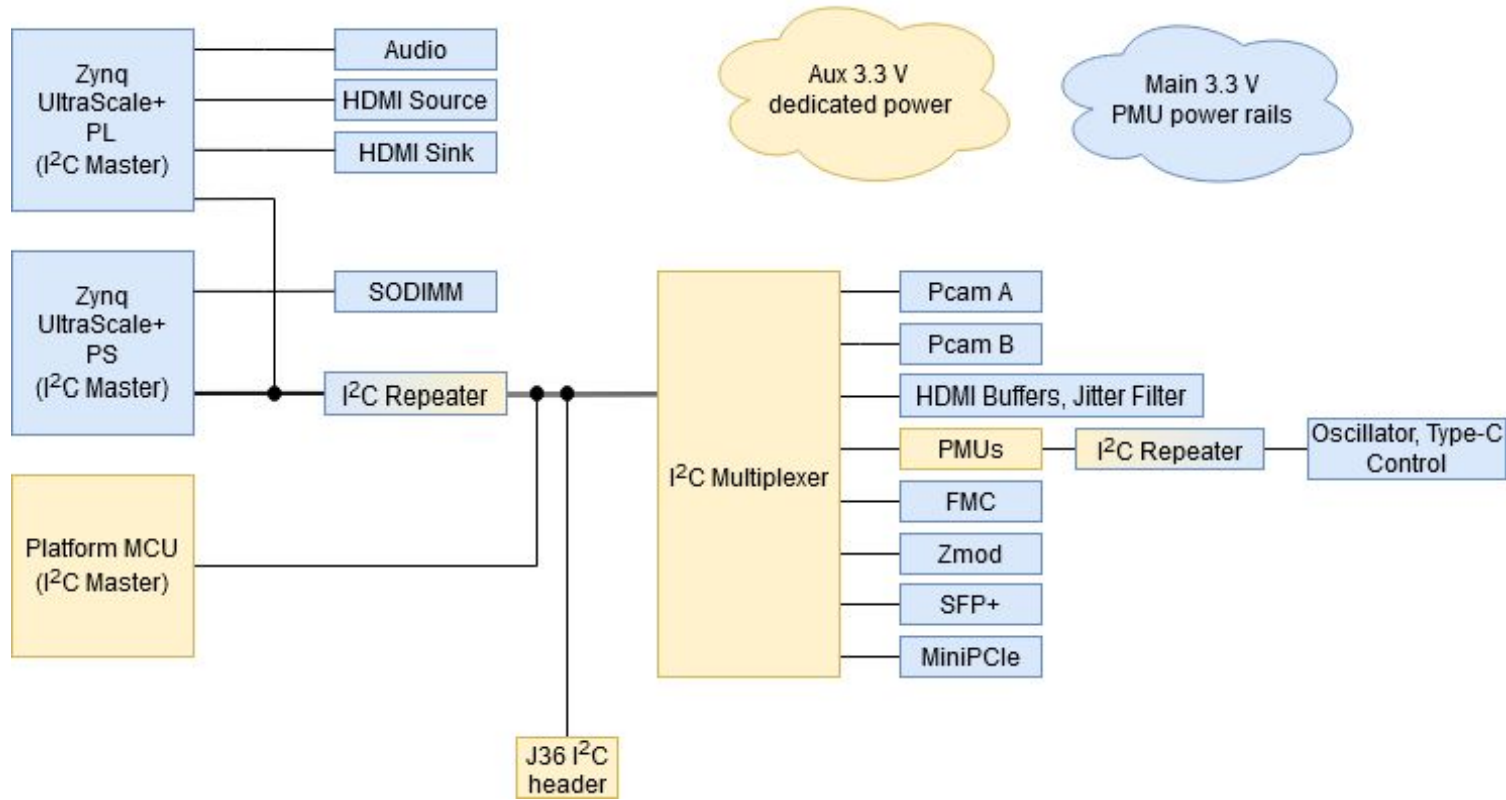 Zynq
UltraScale+
PL
(I²C Master)
Audio
HDMI Source
HDMI Sink
Aux 3.3 V
dedicated power
Main 3.3 V
PMU power rails
Zynq
UltraScale+
PS
(I²C Master)
SODIMM
I²C Repeater
Platform MCU
(I²C Master)
J36 I²C
header
I²C Multiplexer
Pcam A
Pcam B
HDMI Buffers, Jitter Filter
PMUs
I²C Repeater
Oscillator, Type-C
Control
FMC
Zmod
SFP+
MiniPCIe